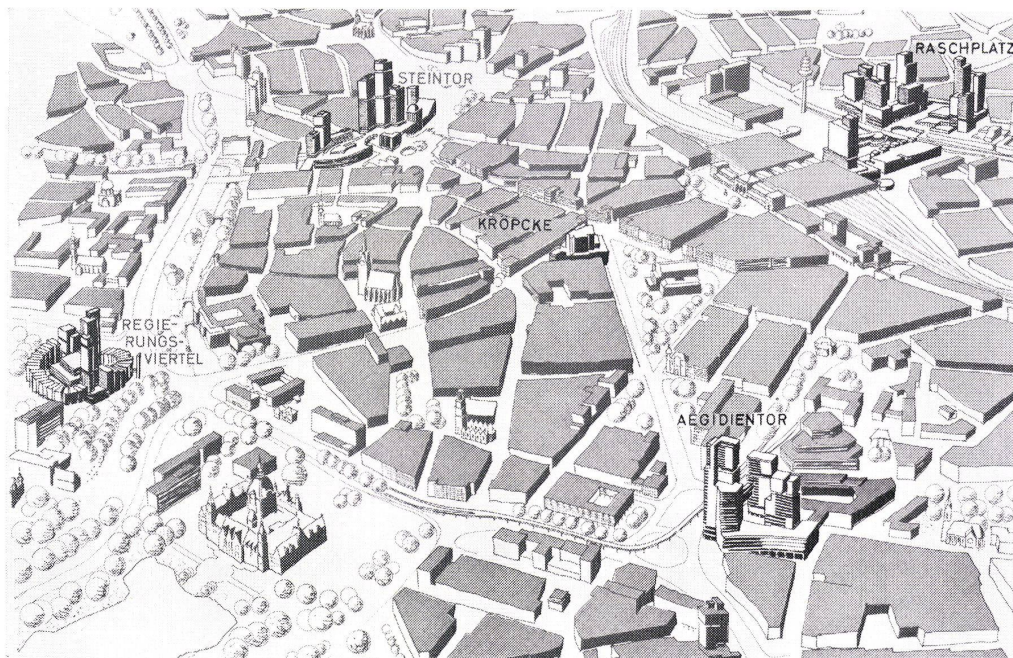 RASCHPLATZ
STEINTOR
KRÖPCKE
REGIE-
RUNGS-
VIERTEL
AEGIDIENTOR